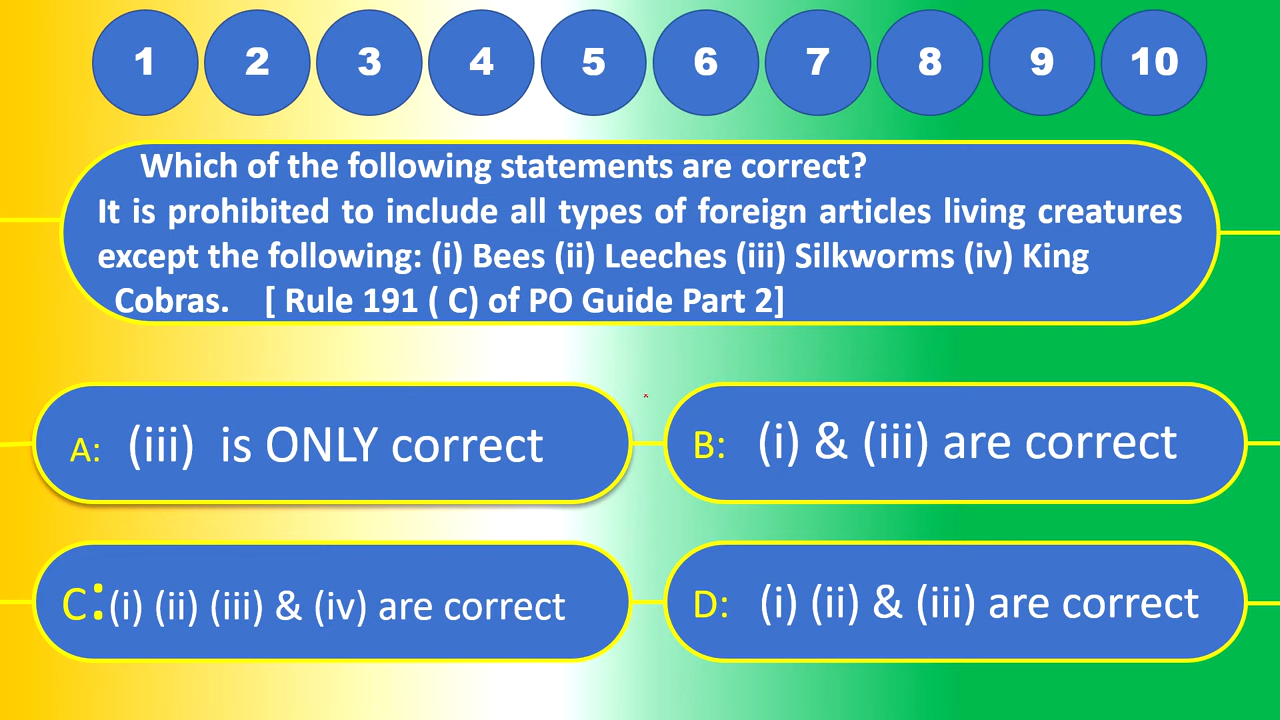 1 2 3 4 5 6 7 8 9 10
Which of the following statements are correct?
It is prohibited to include all types of foreign articles living creatures
except the following: (i) Bees (ii) Leeches (iii) Silkworms (iv) King
Cobras. [ Rule 191 ( C) of PO Guide Part 2]
A: (iii) is ONLY correct
B: (i) & (iii) are correct
C: (i) (ii) (iii) & (iv) are correct
D: (i) (ii) & (iii) are correct